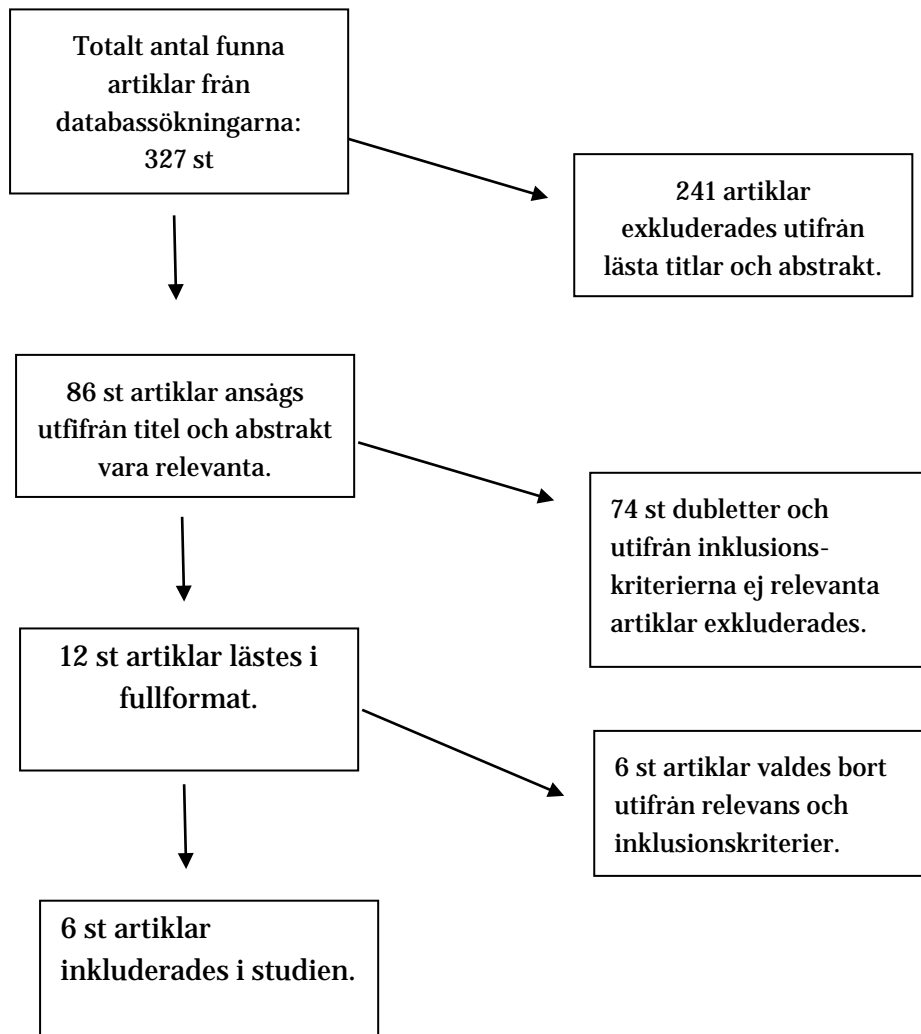 Totalt antal funna
artiklar från
databassökningarna:
327 st
241 artiklar
exkluderades utifrån
lästa titlar och abstrakt.
86 st artiklar ansågs
utfifrån titel och abstrakt
vara relevanta.
74 st dubletter och
utifrån inklusions-
kriterierna ej relevanta
artiklar exkluderades.
12 st artiklar lästes i
fullformat.
6 st artiklar valdes bort
utifrån relevans och
inklusionskriterier.
6 st artiklar
inkluderades i studien.